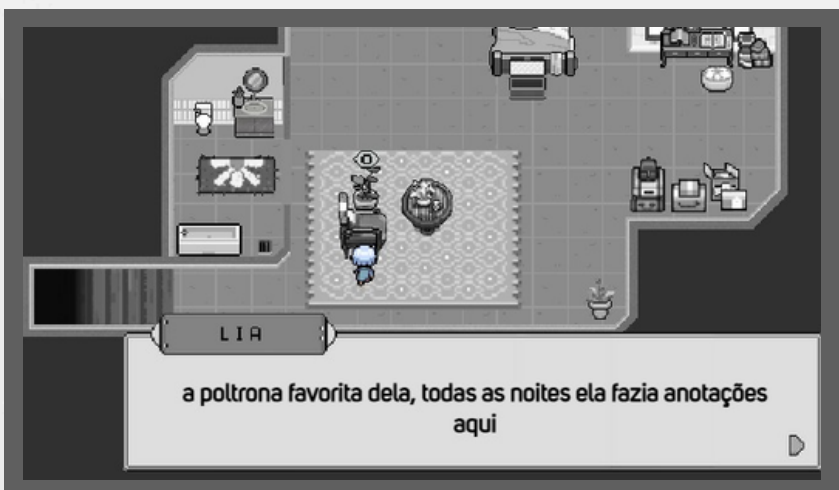 LIA
a poltrona favorita dela, todas as noites ela fazia anotações
aqui